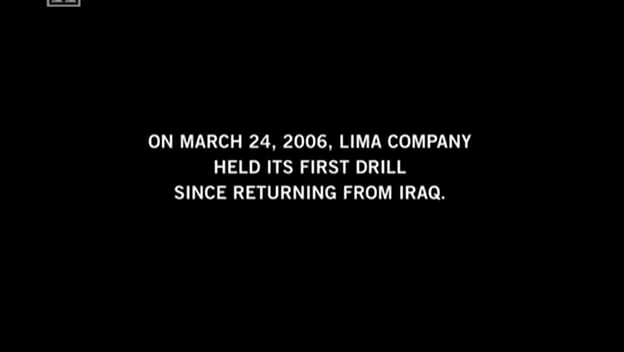 ON MARCH 24, 2006, LIMA COMPANY
HELD ITS FIRST DRILL
SINCE RETURNING FROM IRAQ.